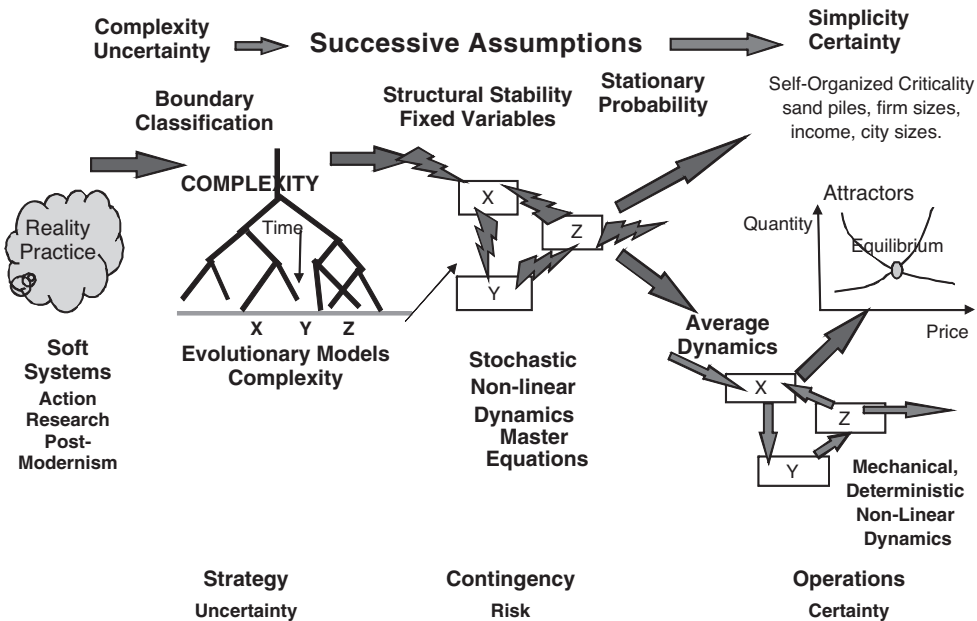 Complexity
Uncertainty
Successive Assumptions
Simplicity
Certainty
Boundary
Classification
Structural Stability
Fixed Variables
Stationary
Probability
Self-Organized Criticality
sand piles, firm sizes,
income, city sizes.
COMPLEXITY
Reality
Practice
Time
X
Z
Y
Attractors
Quantity
Equilibrium
Price
X Y Z
Evolutionary Models
Complexity
Soft
Systems
Action
Research
Post-
Modernism
Stochastic
Non-linear
Dynamics
Master
Equations
Average
Dynamics
X
Z
Y
Mechanical,
Deterministic
Non-Linear
Dynamics
Strategy
Uncertainty
Contingency
Risk
Operations
Certainty